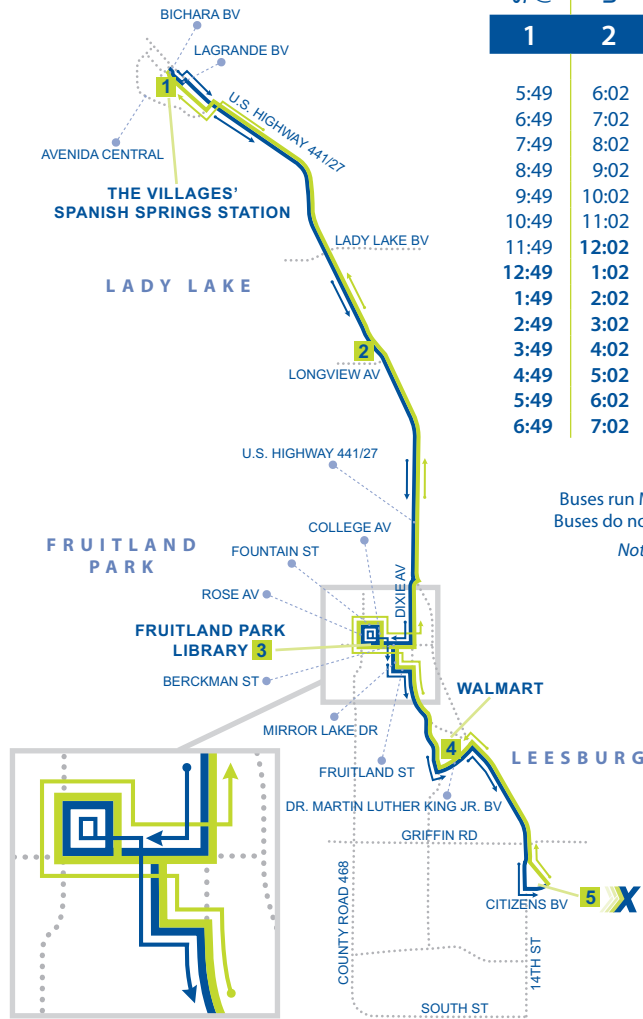 BICHARA BV
LAGRANDE BV
1
U.S. HIGHWAY 441/27
AVENIDA CENTRAL
THE VILLAGES'
SPANISH SPRINGS STATION
LADY LAKE BV
LADY LAKE
2
LONGVIEW AV
U.S. HIGHWAY 441/27
COLLEGE AV
FRUITLAND
PARK
FOUNTAIN ST
DIXIE AV
ROSE AV
FRUITLAND PARK
LIBRARY 3
BERCKMAN ST
WALMART
MIRROR LAKE DR
4
LEESBURG
FRUITLAND ST
DR. MARTIN LUTHER KING JR. BV
GRIFFIN RD
COUNTY ROAD 468
5 X
CITIZENS BV
14TH ST
SOUTH ST
1 2
5:49 6:02
6:49 7:02
7:49 8:02
8:49 9:02
9:49 10:02
10:49 11:02
11:49 12:02
12:49 1:02
1:49 2:02
2:49 3:02
3:49 4:02
4:49 5:02
5:49 6:02
6:49 7:02
Buses run
Buses do